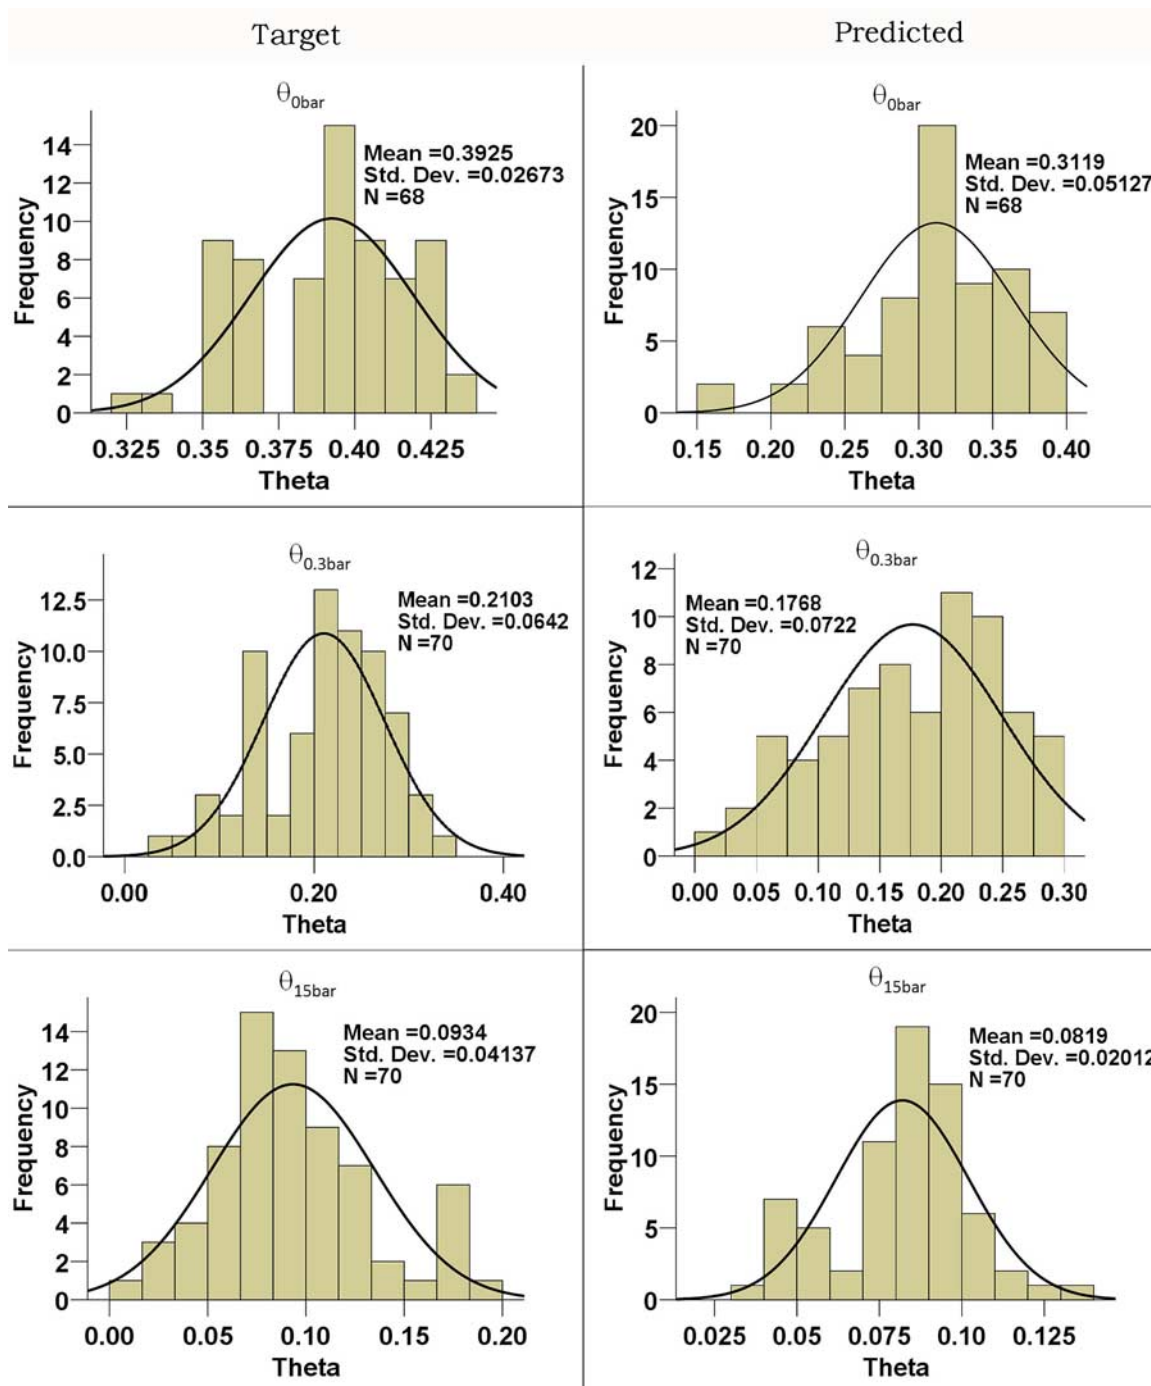 Target
Predicted
θ0bar
14
12
10
8
6
4
2
0
Frequency
Mean =0.3925
Std. Dev. =0.02673
N =68
0.325 0.35 0.375 0.40 0.425
Theta
θ0bar
20
15
10
5
0
Frequency
Mean =0.3119
Std. Dev. =0.05127
N =68
0.15 0.20 0.25 0.30 0.35 0.40
Theta
θ0.3bar
12.5
10.0
7.5
5.0
2.5
0.0
Frequency
Mean =0.2103
Std. Dev. =0.0642
N =70
0.00 0.20 0.40
Theta
θ0.3bar
12
10
8
6
4
2
0
Frequency
Mean =0.1768
Std. Dev. =0.0722
N =70
0.00 0.05 0.10 0.15 0.20 0.25 0.30
Theta
θ15bar
14
12
10
8
6
4
2
0
Frequency
Mean =0.0934
Std. Dev. =0.04137
N =70
0.00 0.05 0.10 0.15 0.20
Theta
θ15bar
20
15
10
5
0
Frequency
Mean =0.0819
Std. Dev. =0.02012
N =70
0.025 0.05 0.075 0.10 0.125
Theta